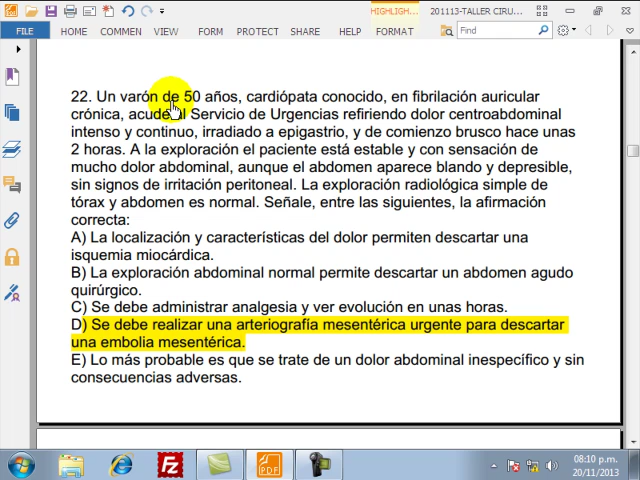 HIGHLIGH...
201113-TALLER CIRU...
FILE HOME COMMEN VIEW FORM PROTECT SHARE HELP FORMAT Find
22. Un varón de 50 años, cardiópata conocido, en fibrilación auricular
crónica, acude al Servicio de Urgencias refiriendo dolor centroabdominal
intenso y continuo, irradiado a epigastrio, y de comienzo brusco hace unas
2 horas. A la exploración el paciente está estable y con sensación de
mucho dolor abdominal, aunque el abdomen aparece blando y depresible,
sin signos de irritación peritoneal. La exploración radiológica simple de
tórax y abdomen es normal. Señale, entre las siguientes, la afirmación
correcta:
A) La localización y características del dolor permiten descartar una
isquemia miocárdica.
B) La exploración abdominal normal permite descartar un abdomen agudo
quirúrgico.
C) Se debe administrar analgesia y ver evolución en unas horas.
D) Se debe realizar una arteriografía mesentérica urgente para descartar
una embolia mesentérica.
E) Lo más probable es que se trate de un dolor abdominal inespecífico y sin
consecuencias adversas.
PDF
08:10 p.m.
20/11/2013